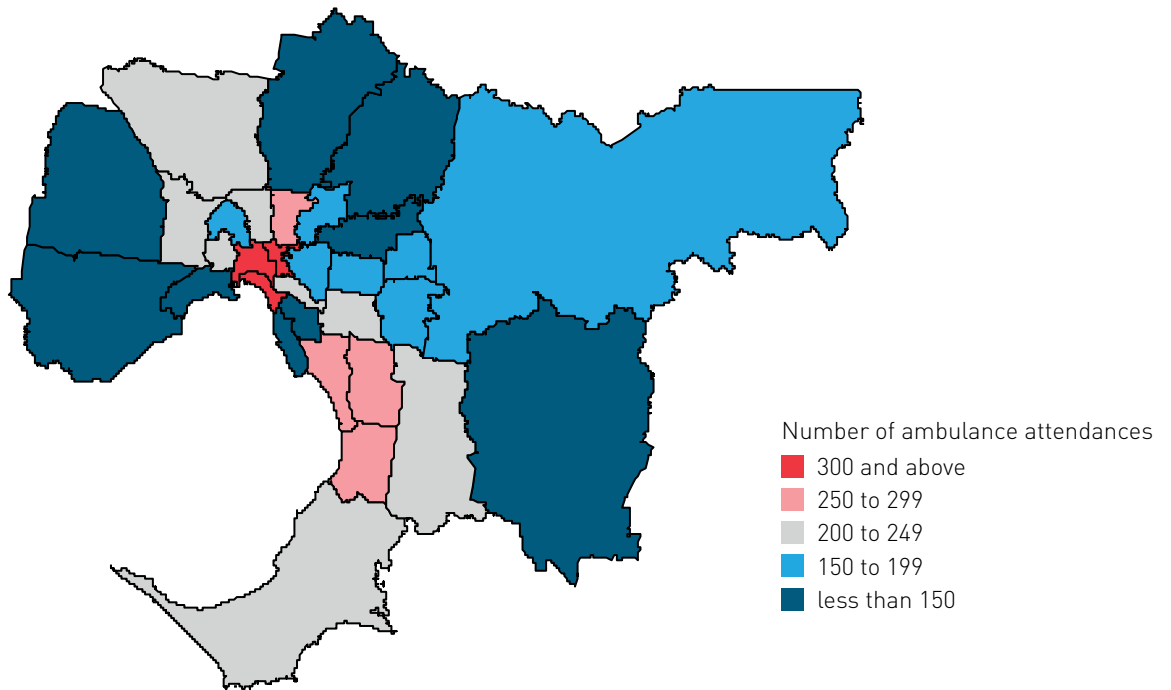 Number of ambulance attendances
300 and above
250 to 299
200 to 249
150 to 199
less than 150